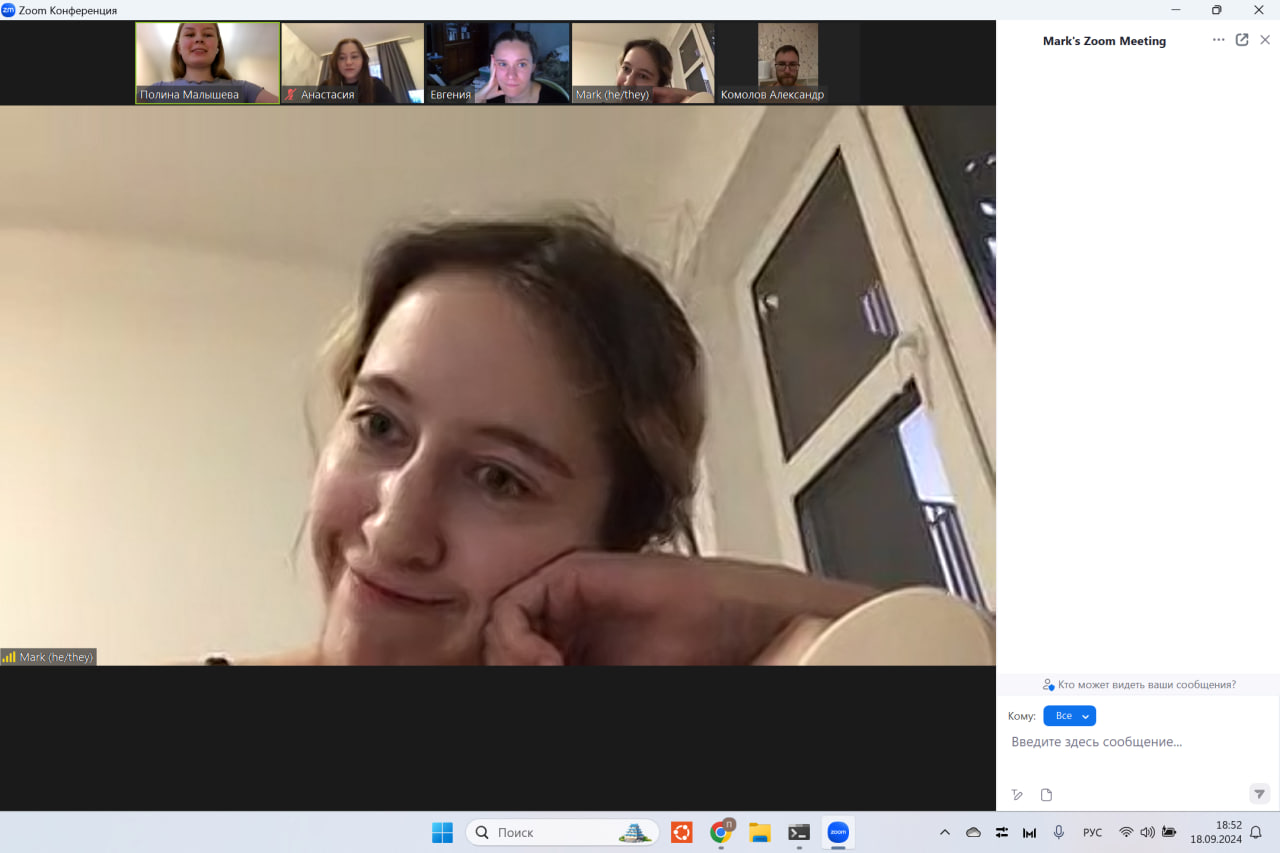 zm Zoom Конференция
Полина Малышева
Анастасия
Евгения
Mark (he/they)
Комолов Александр
Mark's Zoom Meeting
Mark (he/they)
Кто может видеть ваши сообщения?
Кому: Все
Введите здесь сообщение...
Поиск
П
zoom
РУС
18:52
18.09.2024